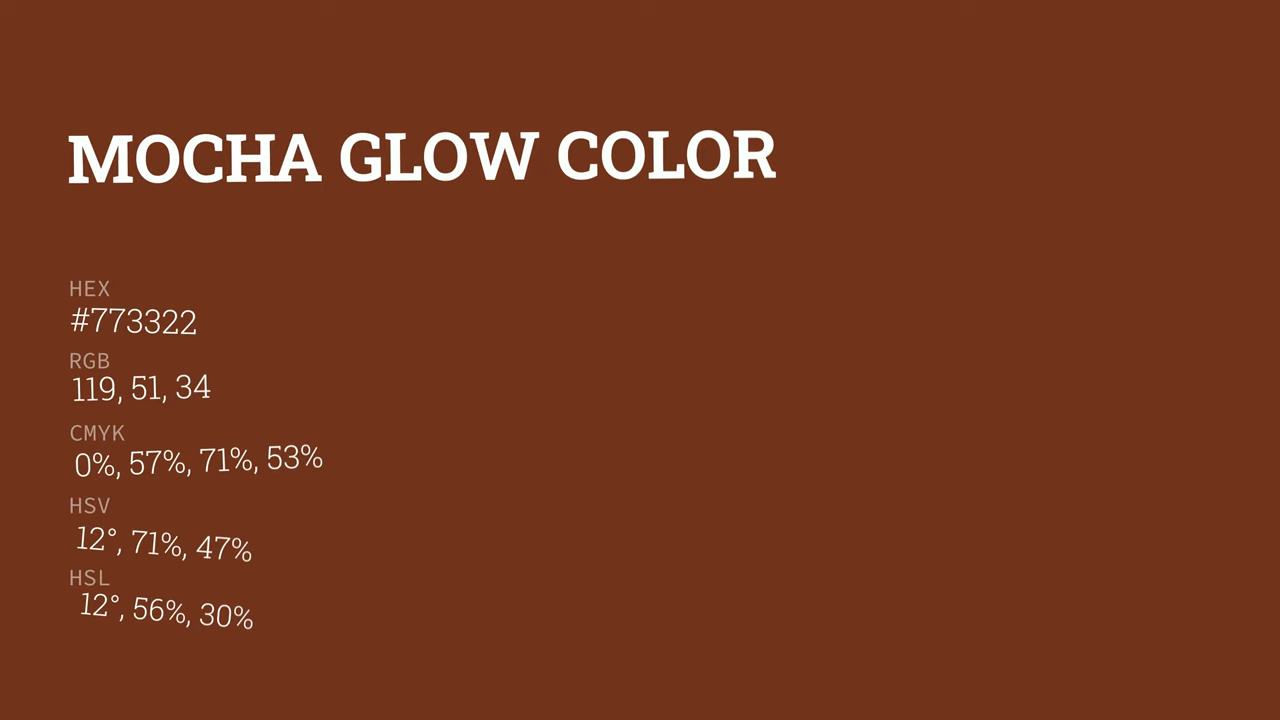 MOCHA GLOW COLOR
HEX
#773322
RGB
119, 51, 34
CMYK
0%, 57%, 71%, 53%
HSV
12°, 71%, 47%
HSL
12°, 56%, 30%